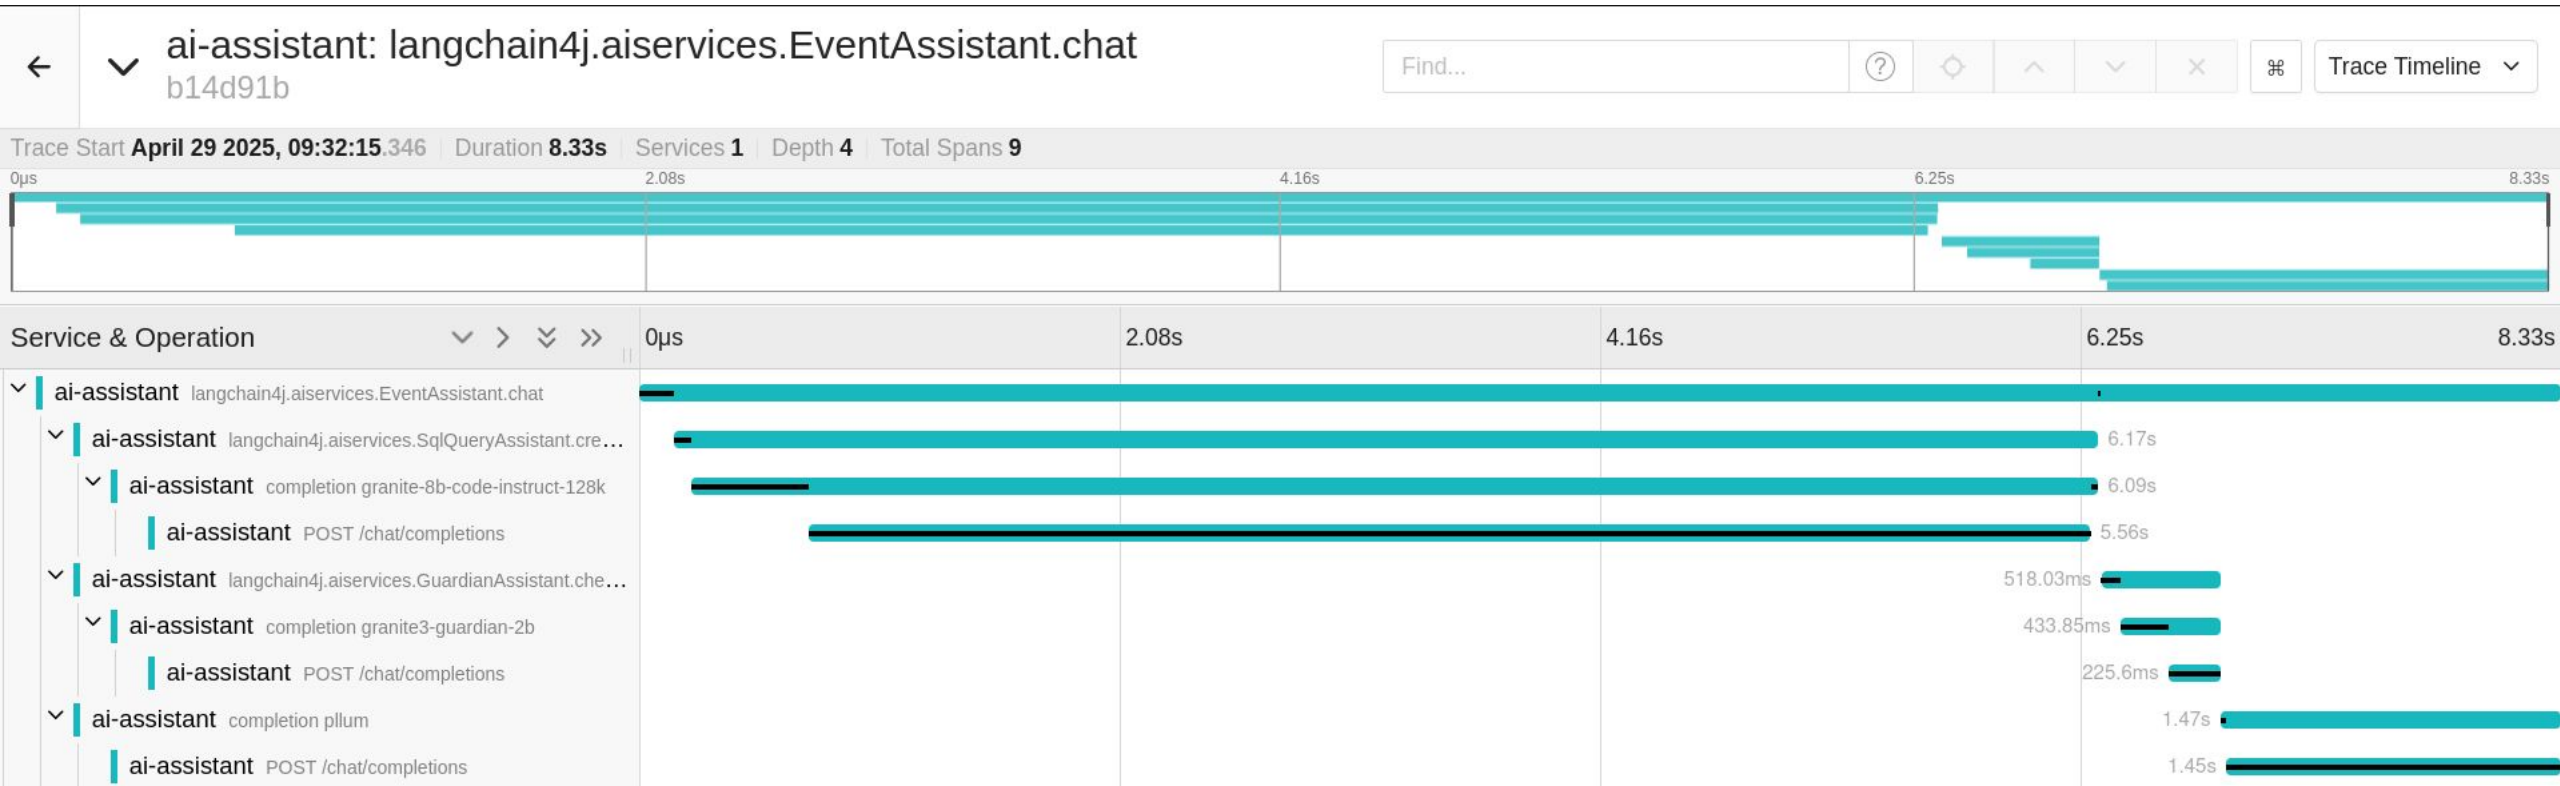 ai-assistant: langchain4j.aiservices.EventAssistant.chat
b14d91b
Find...
?
⌘
Trace Timeline
Trace Start April 29 2025, 09:32:15.346 Duration 8.33s Services 1 Depth 4 Total Spans 9
0μs 2.08s 4.16s 6.25s 8.33s
Service & Operation 0μs 2.08s 4.16s 6.25s 8.33s
ai-assistant langchain4j.aiservices.EventAssistant.chat
ai-assistant langchain4j.aiservices.SqlQueryAssistant.cre… 6.17s
ai-assistant completion granite-8b-code-instruct-128k 6.09s
ai-assistant POST /chat/completions 5.56s
ai-assistant langchain4j.aiservices.GuardianAssistant.che… 518.03ms
ai-assistant completion granite3-guardian-2b 433.85ms
ai-assistant POST /chat/completions 225.6ms
ai-assistant completion pllum 1.47s
ai-assistant POST /chat/completions 1.45s